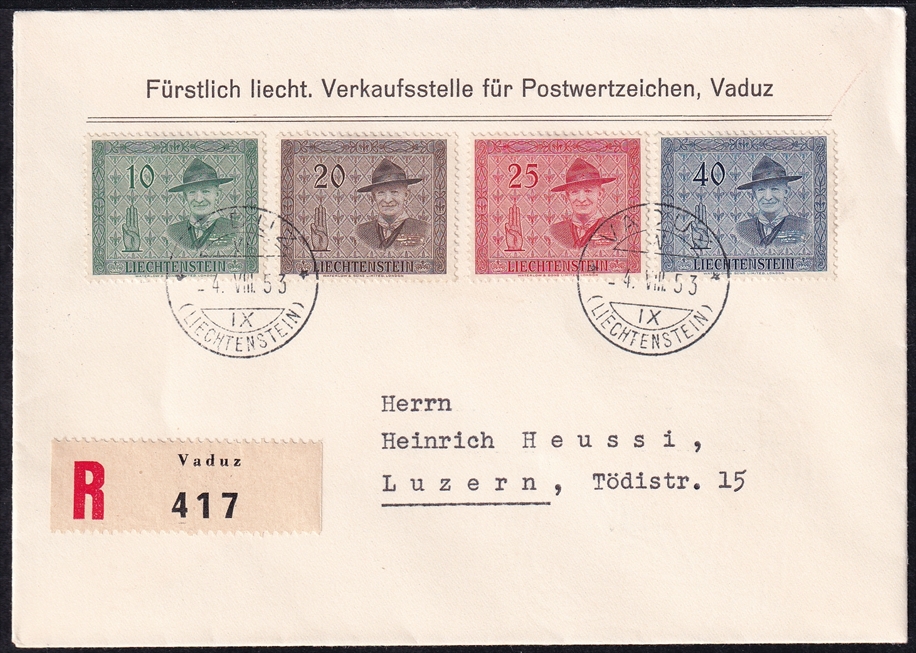 Fürstlich liecht. Verkaufsstelle für Postwertzeichen, Vaduz
10
LIECHTENSTEIN
20
LIECHTENSTEIN
25
LIECHTENSTEIN
40
LIECHTENSTEIN
-4. VIII. 53
IX
(LIECHTENSTEIN)
VADUZ
-4. VIII. 53
IX
(LIECHTENSTEIN)
Herrn
Heinrich Heussi,
Luzern, Tödistr. 15
R
Vaduz
417